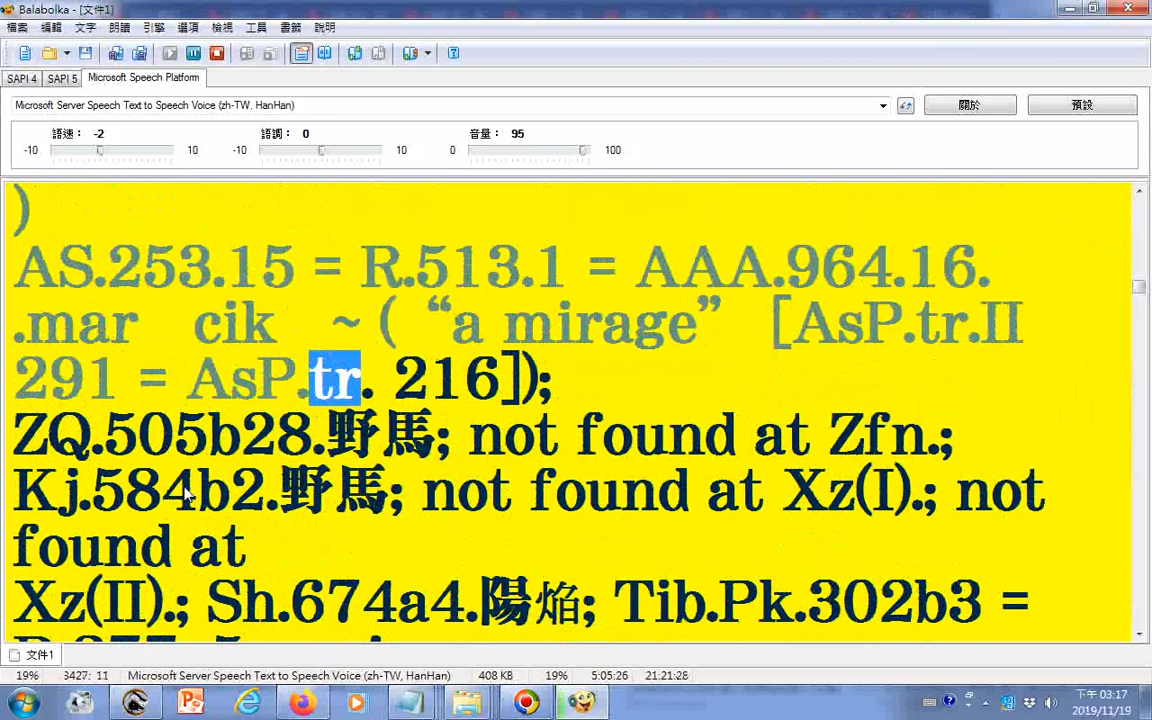 Balabolka - [文件1]
檔案 編輯 文字 朗讀 引擎 選項 檢視 工具 書籤 說明
SAPI 4 SAPI 5 Microsoft Speech Platform
Microsoft Server Speech Text to Speech Voice (zh-TW, HanHan) 關於 預設
語速： -2 語調： 0 音量： 95
-10 10 -10 10 0 100
)
AS.253.15 = R.513.1 = AAA.964.16.
.mar cik ~ ( “a mirage” [AsP.tr.II
291 = AsP.tr. 216]);
ZQ.505b28.野馬; not found at Zfn.;
Kj.584b2.野馬; not found at Xz(I).; not
found at
Xz(II).; Sh.674a4.陽焔; Tib.Pk.302b3 =
文件1
19% 3427: 11 Microsoft Server Speech Text to Speech Voice (zh-TW, HanHan) 408 KB 19% 5:05:26 21:21:28
下午 03:17
2019/11/19